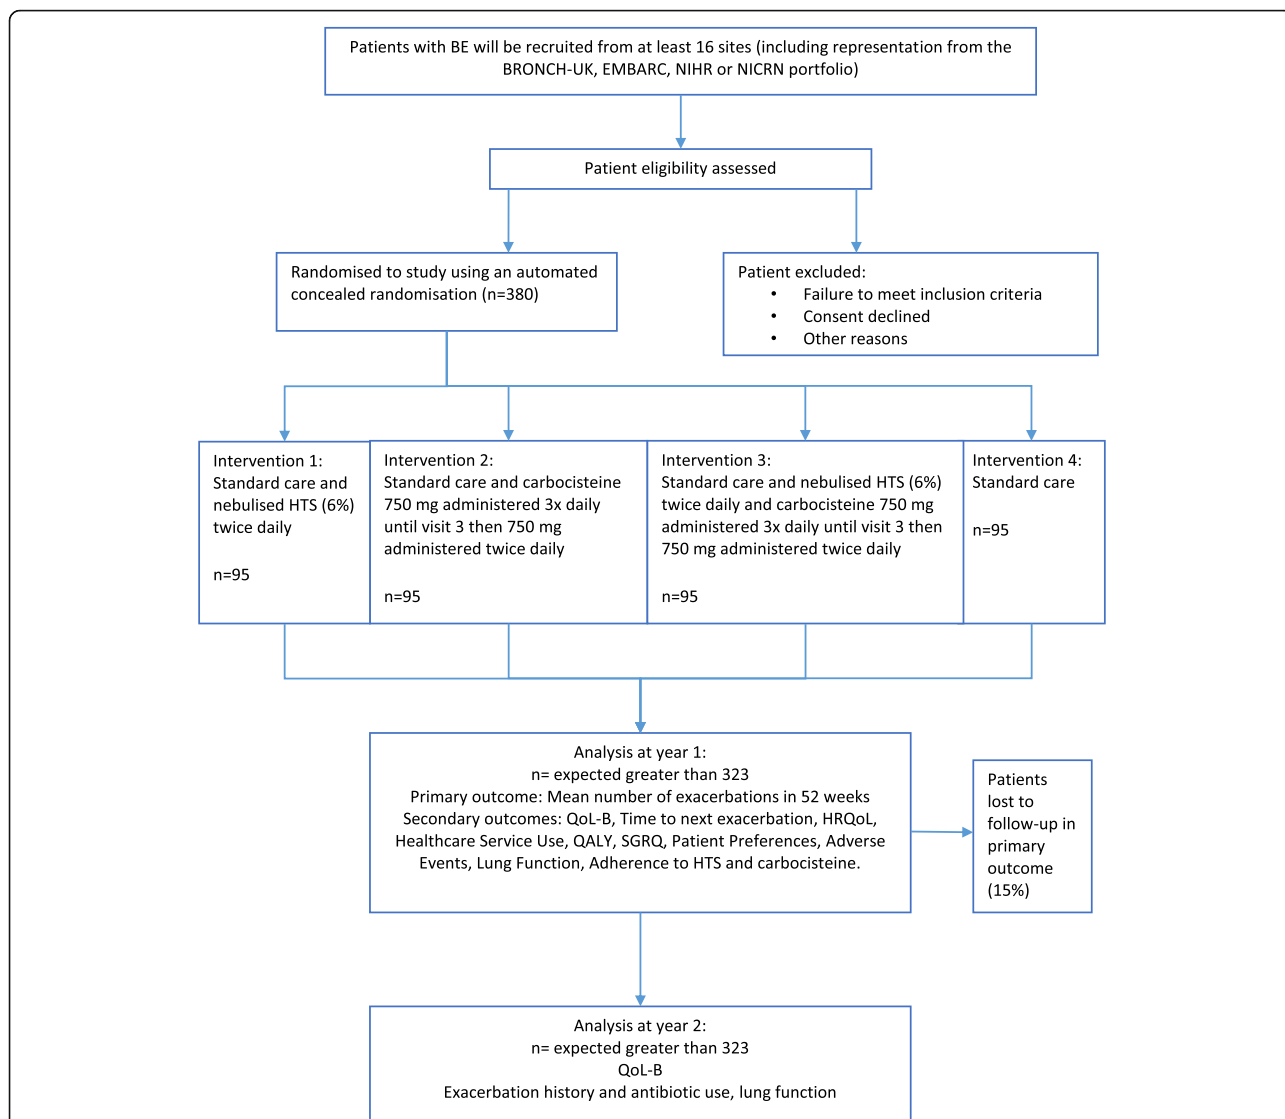 Patients with BE will be recruited from at least 16 sites (including representation from the
BRONCH-UK, EMBARC, NIHR or NICRN portfolio)
Patient eligibility assessed
Randomised to study using an automated
concealed randomisation (n=380)
Patient excluded:
• Failure to meet inclusion criteria
• Consent declined
• Other reasons
Intervention 1:
Standard care and
nebulised HTS (6%)
twice daily
n=95
Intervention 2:
Standard care and carbocisteine
750 mg administered 3x daily
until visit 3 then 750 mg
administered twice daily
n=95
Intervention 3:
Standard care and nebulised HTS (6%)
twice daily and carbocisteine 750 mg
administered 3x daily until visit 3 then
750 mg administered twice daily
n=95
Intervention 4:
Standard care
n=95
Analysis at year 1:
n= expected greater than 323
Primary outcome: Mean number of exacerbations in 52 weeks
Secondary outcomes: QoL-B, Time to next exacerbation, HRQoL,
Healthcare Service Use, QALY, SGRQ, Patient Preferences, Adverse
Events, Lung Function, Adherence to HTS and carbocisteine.
Patients
lost to
follow-up in
primary
outcome
(15%)
Analysis at year 2:
n= expected greater than 323
QoL-B
Exacerbation history and antibiotic use, lung function